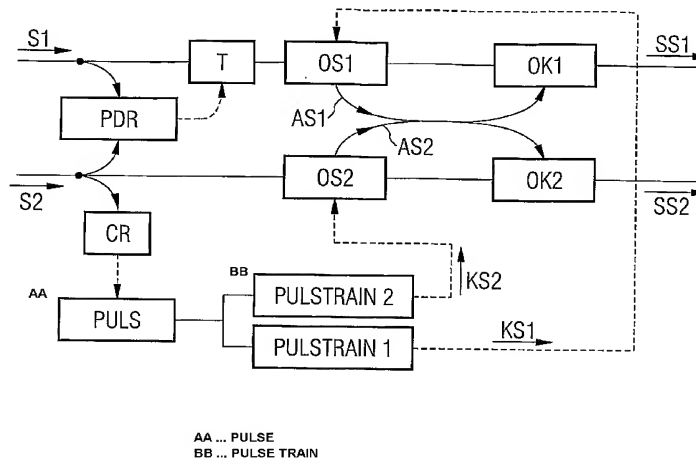 S1
T
OS1
OK1
SS1
PDR
AS1
AS2
S2
OS2
OK2
SS2
CR
AA
BB
PULS
PULSTRAIN 2
KS2
PULSTRAIN 1
KS1
AA ... PULSE
BB ... PULSE TRAIN